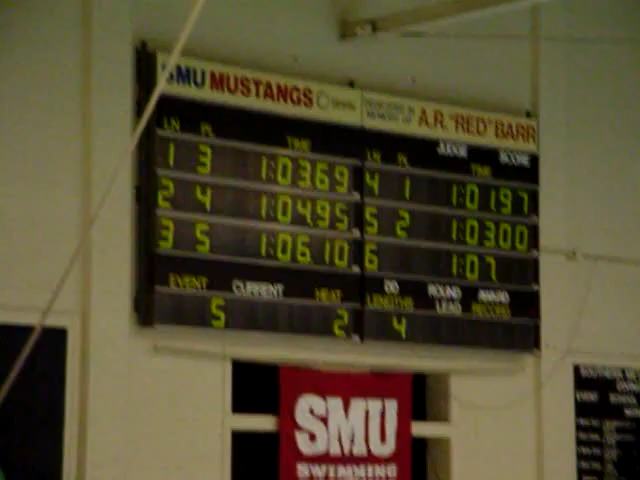 SMU MUSTANGS
A.R. "RED" BARR
LN PL TIME
1 3 1:03.69
2 4 1:04.95
3 5 1:06.10
LN PL TIME
JUDGE SCORE
4 1 1:01.97
5 2 1:03.00
6 1:07.
EVENT CURRENT HEAT
5 2
LENGTHS ROUND LEAD RECORD
4
SMU
SWIMMING